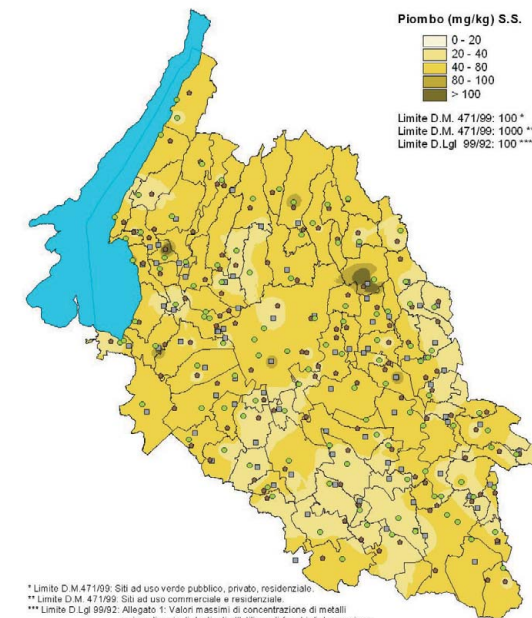 Piombo (mg/kg) S.S.
0 - 20
20 - 40
40 - 80
80 - 100
> 100
Limite D.M. 471/99: 100 *
Limite D.M. 471/99: 1000 **
Limite D.Lgl 99/92: 100 ***
* Limite D.M.471/99: Siti ad uso verde pubblico, privato, residenziale.
** Limite D.M. 471/99: Siti ad uso commerciale e residenziale.
*** Limite D.Lgl 99/92: Allegato 1: Valori massimi di concentrazione di metalli